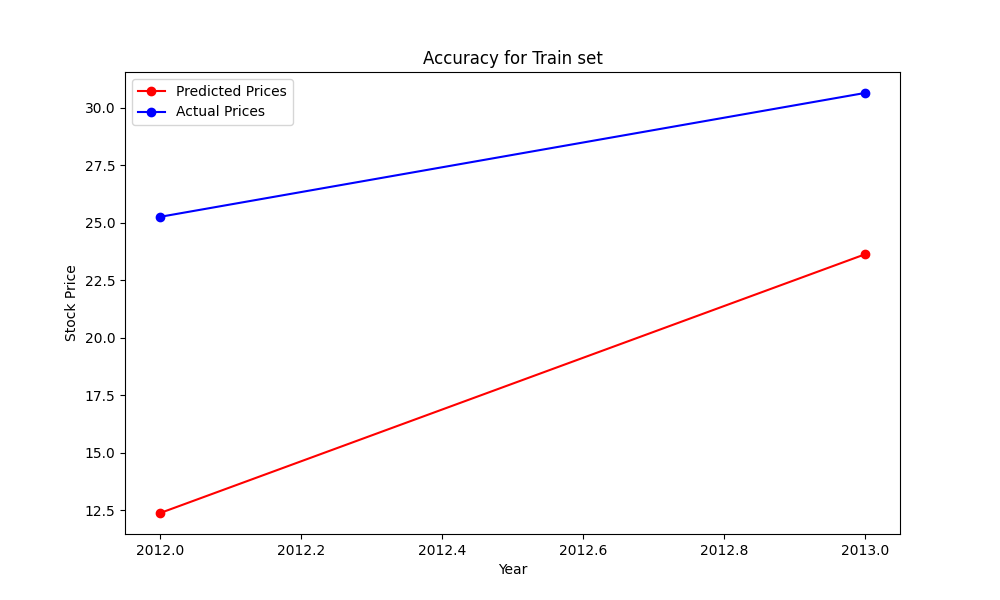 Accuracy for Train set
Predicted Prices
Actual Prices
30.0
27.5
25.0
22.5
20.0
17.5
15.0
12.5
Stock Price
2012.0 2012.2 2012.4 2012.6 2012.8 2013.0
Year